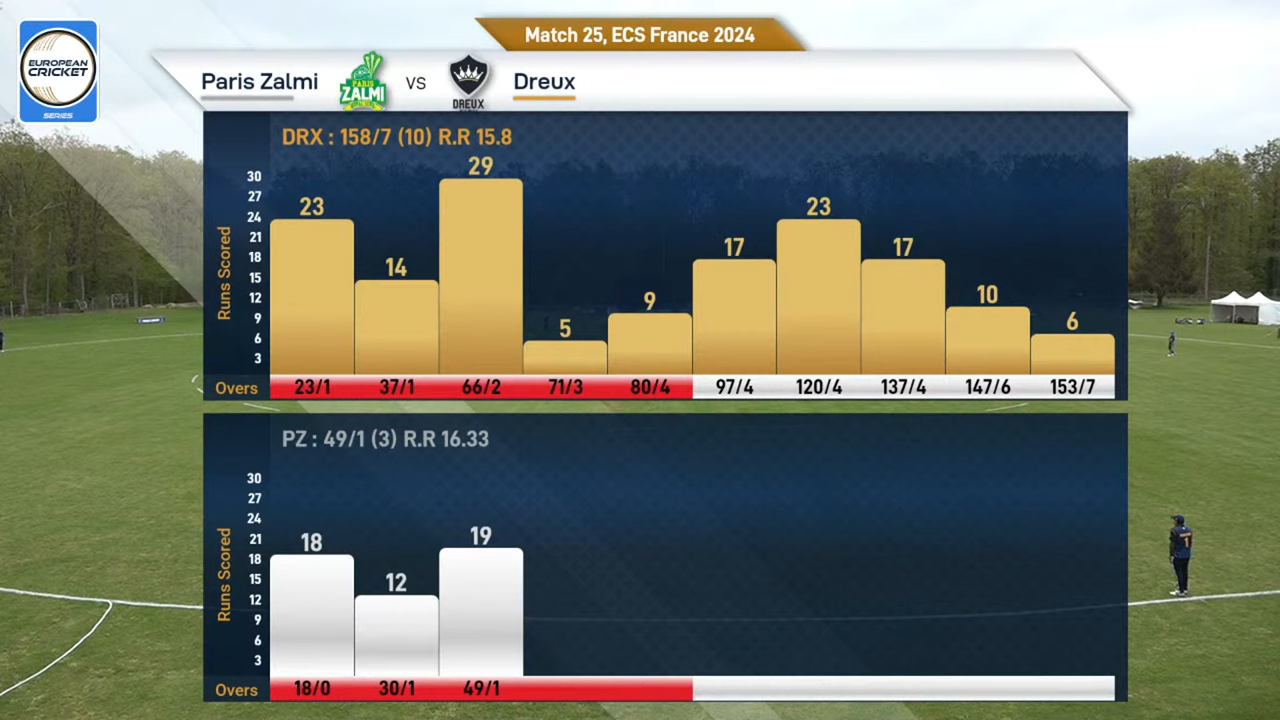 Match 25, ECS France 2024
EUROPEAN
CRICKET
SERIES
Paris Zalmi
PARIS
ZALMI
VS
DREUX
Dreux
DRX : 158/7 (10) R.R 15.8
Runs Scored
30
27
24
21
18
15
12
9
6
3
23
14
29
5
9
17
23
17
10
6
Overs 23/1 37/1 66/2 71/3 80/4 97/4 120/4 137/4 147/6 153/7
PZ : 49/1 (3) R.R 16.33
Runs Scored
30
27
24
21
18
15
12
9
6
3
18
12
19
Overs 18/0 30/1 49/1
7